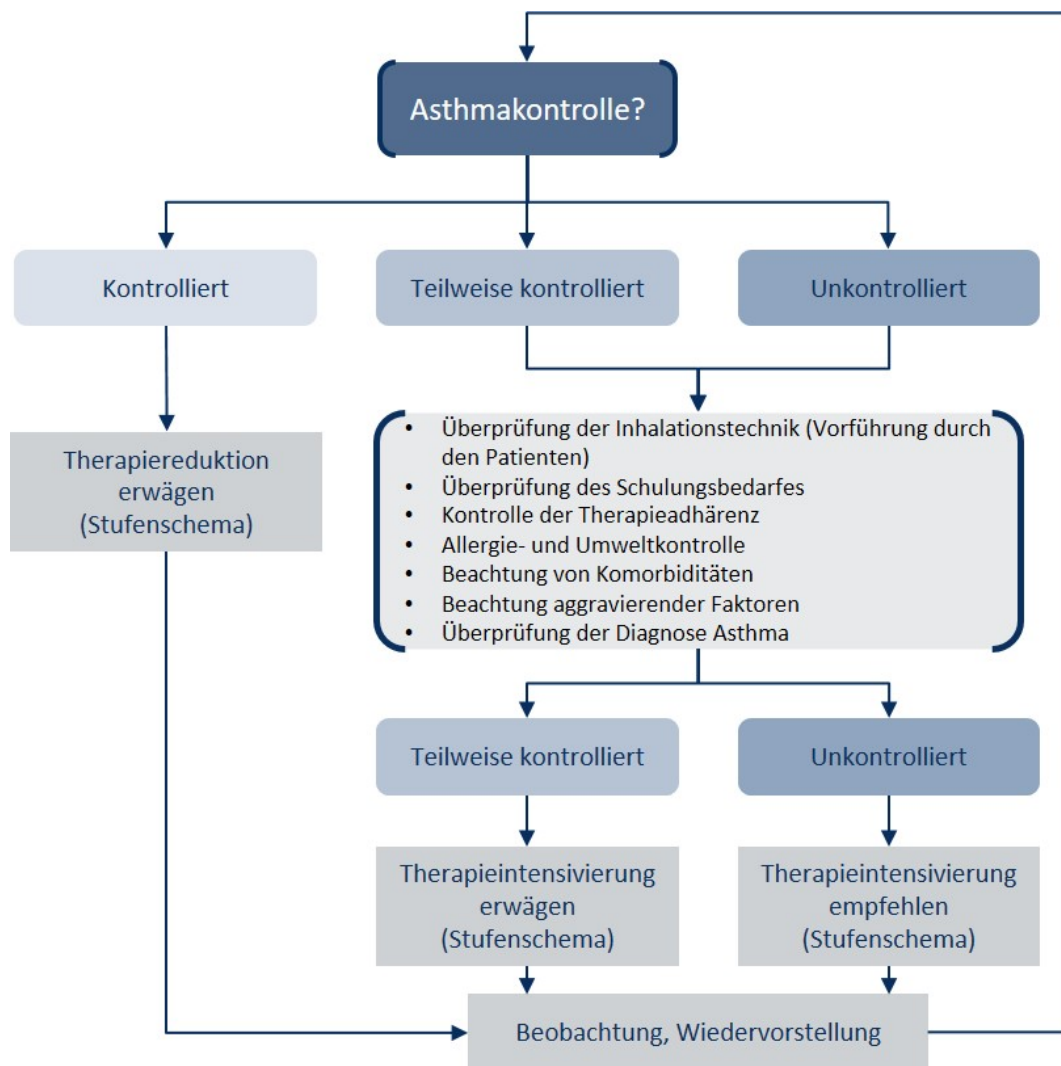 Asthmakontrolle?
Kontrolliert
Teilweise kontrolliert
Unkontrolliert
• Überprüfung der Inhalationstechnik (Vorführung durch
den Patienten)
• Überprüfung des Schulungsbedarfes
• Kontrolle der Therapieadhärenz
• Allergie- und Umweltkontrolle
• Beachtung von Komorbiditäten
• Beachtung aggravierender Faktoren
• Überprüfung der Diagnose Asthma
Therapiereduktion
erwägen
(Stufenschema)
Teilweise kontrolliert
Unkontrolliert
Therapieintensivierung
erwägen
(Stufenschema)
Therapieintensivierung
empfehlen
(Stufenschema)
Beobachtung, Wiedervorstellung